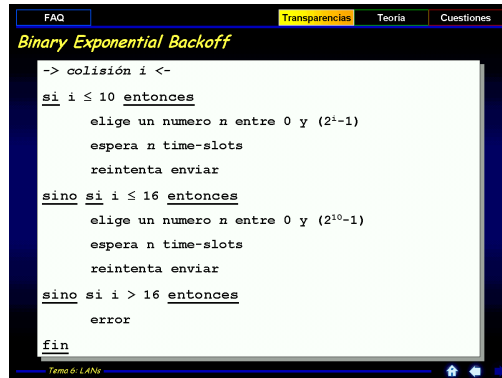 FAQ Transparencias Teoria Cuestiones
Binary Exponential Backoff
-> colisión i <-
si i ≤ 10 entonces
elige un numero n entre 0 y (2ⁱ-1)
espera n time-slots
reintenta enviar
sino si i ≤ 16 entonces
elige un numero n entre 0 y (2¹⁰-1)
espera n time-slots
reintenta enviar
sino si i > 16 entonces
error
fin
Tema 6: LANs